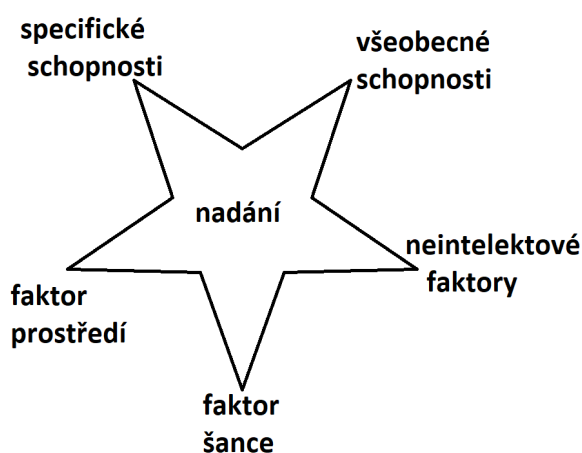 specifické
schopnosti
všeobecné
schopnosti
nadání
neintelektové
faktory
faktor
prostředí
faktor
šance